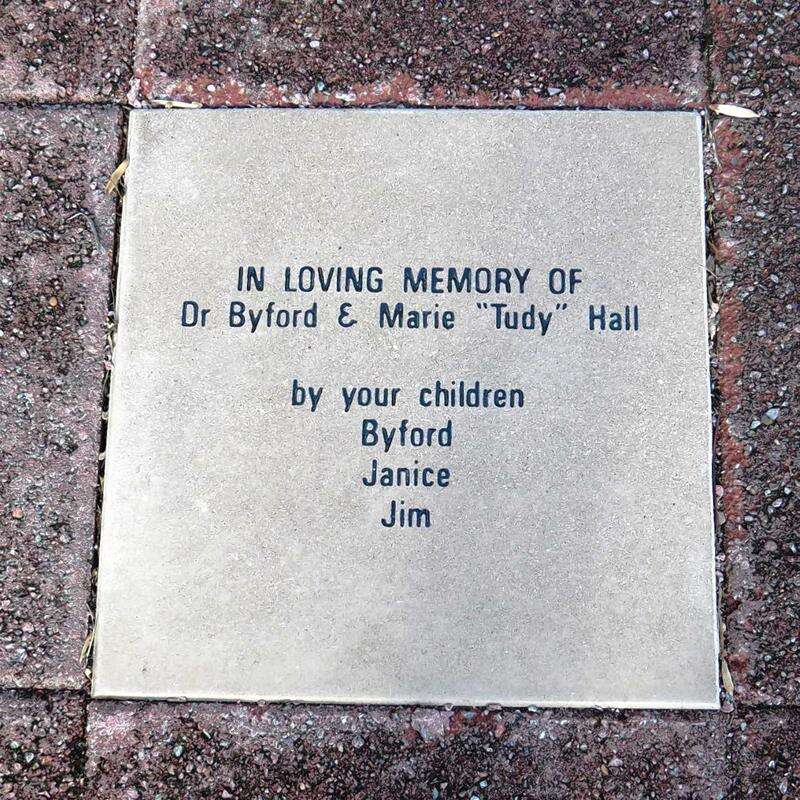 IN LOVING MEMORY OF
Dr Byford & Marie "Tudy" Hall
by your children
Byford
Janice
Jim